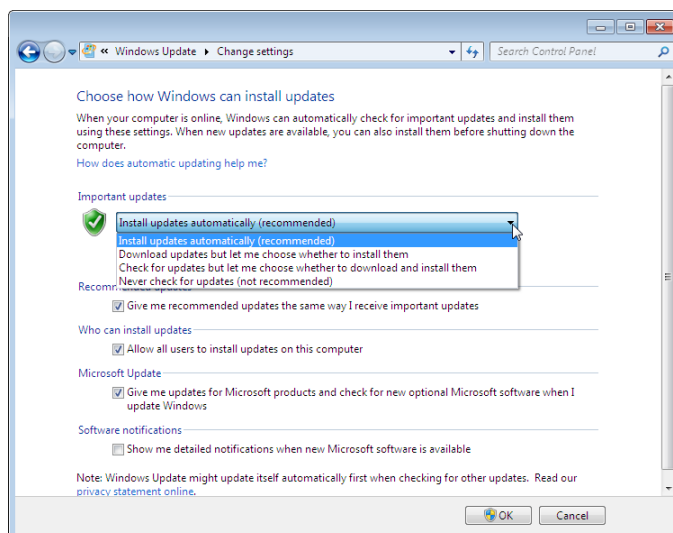 « Windows Update ▸ Change settings
Search Control Panel
Choose how Windows can install updates
When your computer is online, Windows can automatically check for important updates and install them
using these settings. When new updates are available, you can also install them before shutting down the
computer.
How does automatic updating help me?
Important updates
Install updates automatically (recommended)
Install updates automatically (recommended)
Download updates but let me choose whether to install them
Check for updates but let me choose whether to download and install them
Never check for updates (not recommended)
Give me recommended updates the same way I receive important updates
Who can install updates
Allow all users to install updates on this computer
Microsoft Update
Give me updates for Microsoft products and check for new optional Microsoft software when I
update Windows
Software notifications
Show me detailed notifications when new Microsoft software is available
Note: Windows Update might update itself automatically first when checking for other updates. Read our
privacy statement online.
OK Cancel